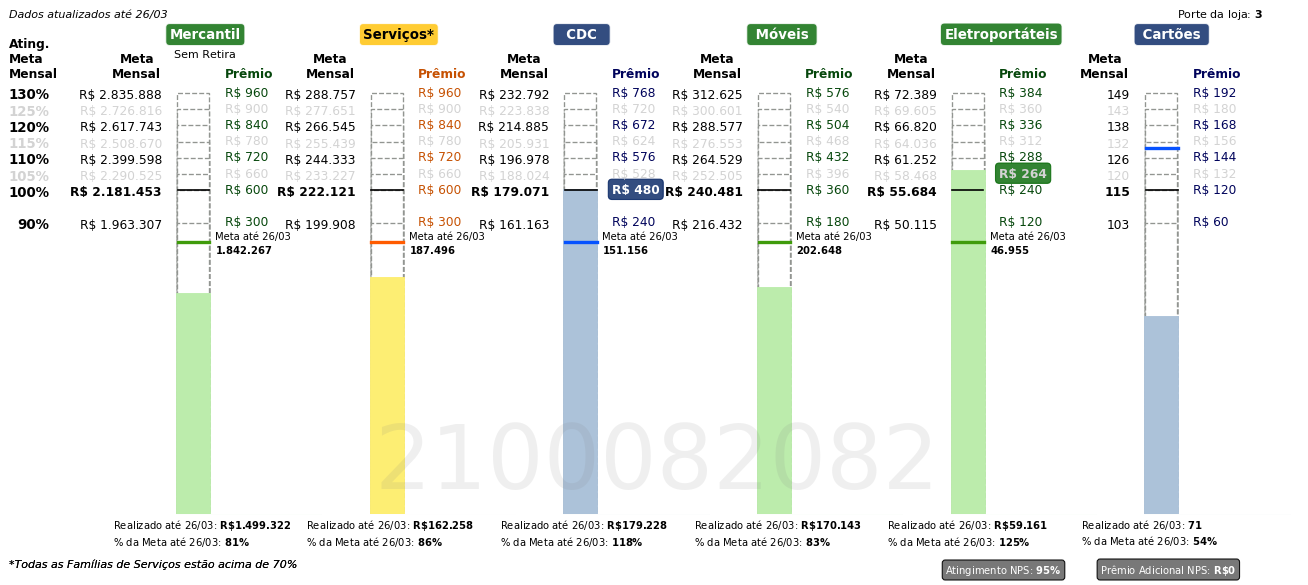 Dados atualizados até 26/03
Porte da loja: 3
Mercantil Serviços* CDC Móveis Eletroportáteis Cartões
Sem Retira
Ating. Meta Mensal
Meta Mensal Prêmio Meta Mensal Prêmio Meta Mensal Prêmio Meta Mensal Prêmio Meta Mensal Prêmio Meta Mensal Prêmio
130% R$ 2.835.888 R$ 960 R$ 288.757 R$ 960 R$ 232.792 R$ 768 R$ 312.625 R$ 576 R$ 72.389 R$ 384 149 R$ 192
125% R$ 2.726.816 R$ 900 R$ 277.651 R$ 900 R$ 223.838 R$ 720 R$ 300.601 R$ 540 R$ 69.605 R$ 360 143 R$ 180
120% R$ 2.617.743 R$ 840 R$ 266.545 R$ 840 R$ 214.885 R$ 672 R$ 288.577 R$ 504 R$ 66.820 R$ 336 138 R$ 168
115% R$ 2.508.670 R$ 780 R$ 255.439 R$ 780 R$ 205.931 R$ 624 R$ 276.553 R$ 468 R$ 64.036 R$ 312 132 R$ 156
110% R$ 2.399.598 R$ 720 R$ 244.333 R$ 720 R$ 196.978 R$ 576 R$ 264.529 R$ 432 R$ 61.252 R$ 288 126 R$ 144
105% R$ 2.290.525 R$ 660 R$ 233.227 R$ 660 R$ 188.024 R$ 528 R$ 252.505 R$ 396 R$ 58.468 R$ 264 120 R$ 132
100% R$ 2.181.453 R$ 600 R$ 222.121 R$ 600 R$ 179.071 R$ 480 R$ 240.481 R$ 360 R$ 55.684 R$ 240 115 R$ 120
90% R$ 1.963.307 R$ 300 R$ 199.908 R$ 300 R$ 161.163 R$ 240 R$ 216.432 R$ 180 R$ 50.115 R$ 120 103 R$ 60
Meta até 26/03 Meta até 26/03 Meta até 26/03 Meta até 26/03 Meta até 26/03
1.842.267 187.496 151.156 202.648 46.955
2100082082
Realizado até 26/03: R$1.499.322 Realizado até 26/03: R$162.258 Realizado até 26/03: R$179.228 Realizado até 26/03: R$170.143 Realizado até 26/03: R$59.161 Realizado até 26/03: 71
% da Meta até 26/03: 81% % da Meta até 26/03: 86% % da Meta até 26/03: 118% % da Meta até 26/03: 83% % da Meta até 26/03: 125% % da Meta até 26/03: 54%
*Todas as Famílias de Serviços estão acima de 70%
Atingimento NPS: 95% Prêmio Adicional NPS: R$0